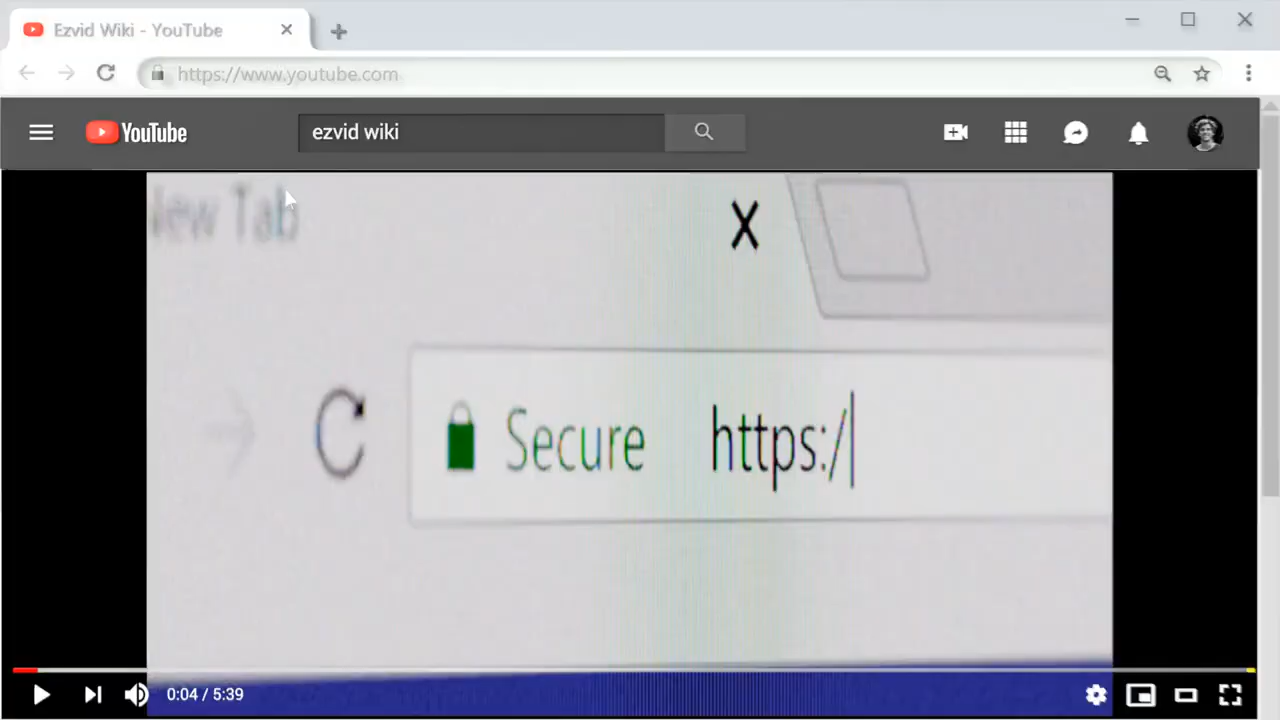 Ezvid Wiki - YouTube
https://www.youtube.com
YouTube
ezvid wiki
New Tab
X
Secure https:/
0:04 / 5:39